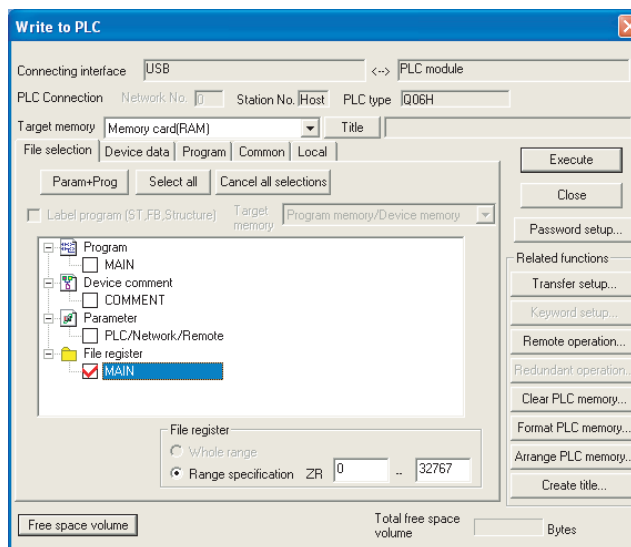 Write to PLC
Connecting interface USB <--> PLC module
PLC Connection Network No. 0 Station No. Host PLC type Q06H
Target memory Memory card(RAM) Title
File selection Device data Program Common Local
Param+Prog Select all Cancel all selections
Label program (ST,FB,Structure) Target memory Program memory/Device memory
Program
MAIN
Device comment
COMMENT
Parameter
PLC/Network/Remote
File register
MAIN
File register
Whole range
Range specification ZR 0 -- 32767
Free space volume
Total free space volume Bytes
Execute
Close
Password setup...
Related functions
Transfer setup...
Keyword setup...
Remote operation...
Redundant operation...
Clear PLC memory...
Format PLC memory...
Arrange PLC memory...
Create title...